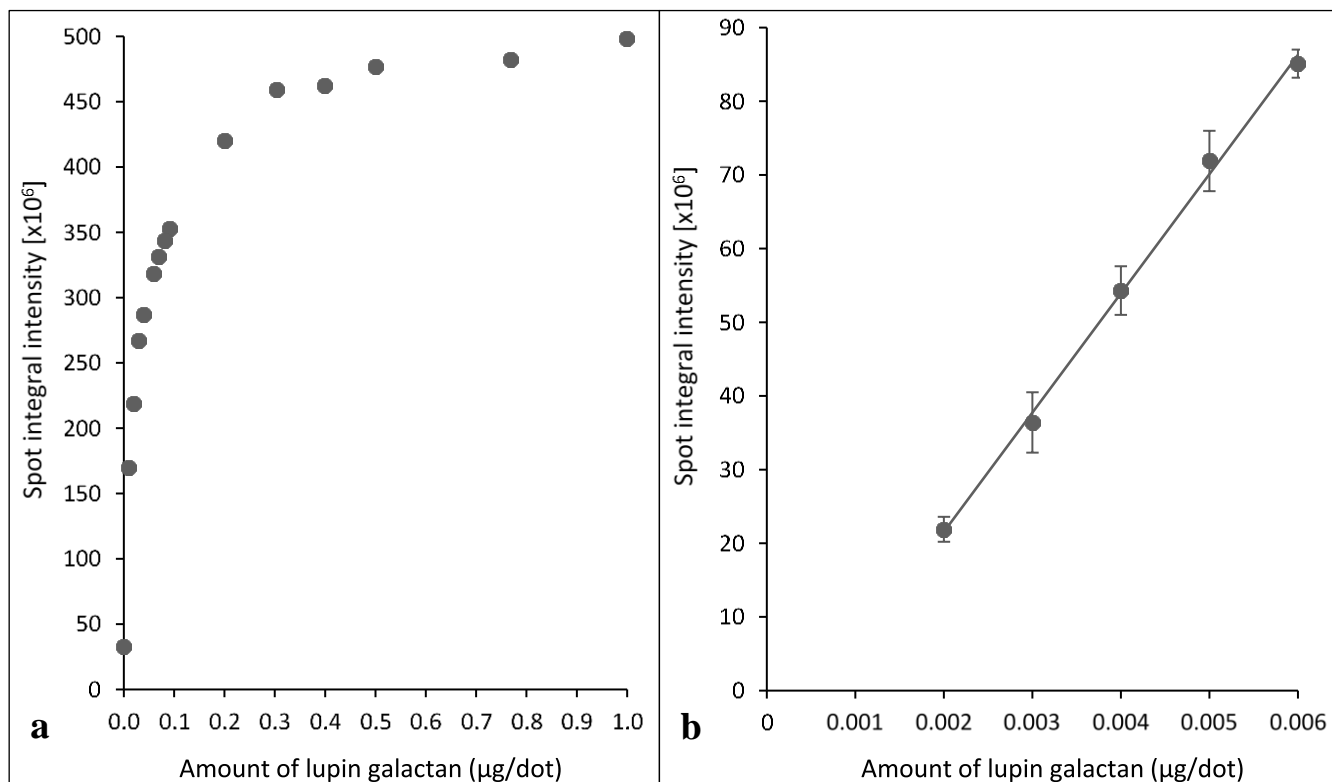 Spot integral intensity [x10⁶]
500
450
400
350
300
250
200
150
100
50
0
0.0 0.1 0.2 0.3 0.4 0.5 0.6 0.7 0.8 0.9 1.0
a
Amount of lupin galactan (µg/dot)
Spot integral intensity [x10⁶]
90
80
70
60
50
40
30
20
10
0
0 0.001 0.002 0.003 0.004 0.005 0.006
b
Amount of lupin galactan (µg/dot)